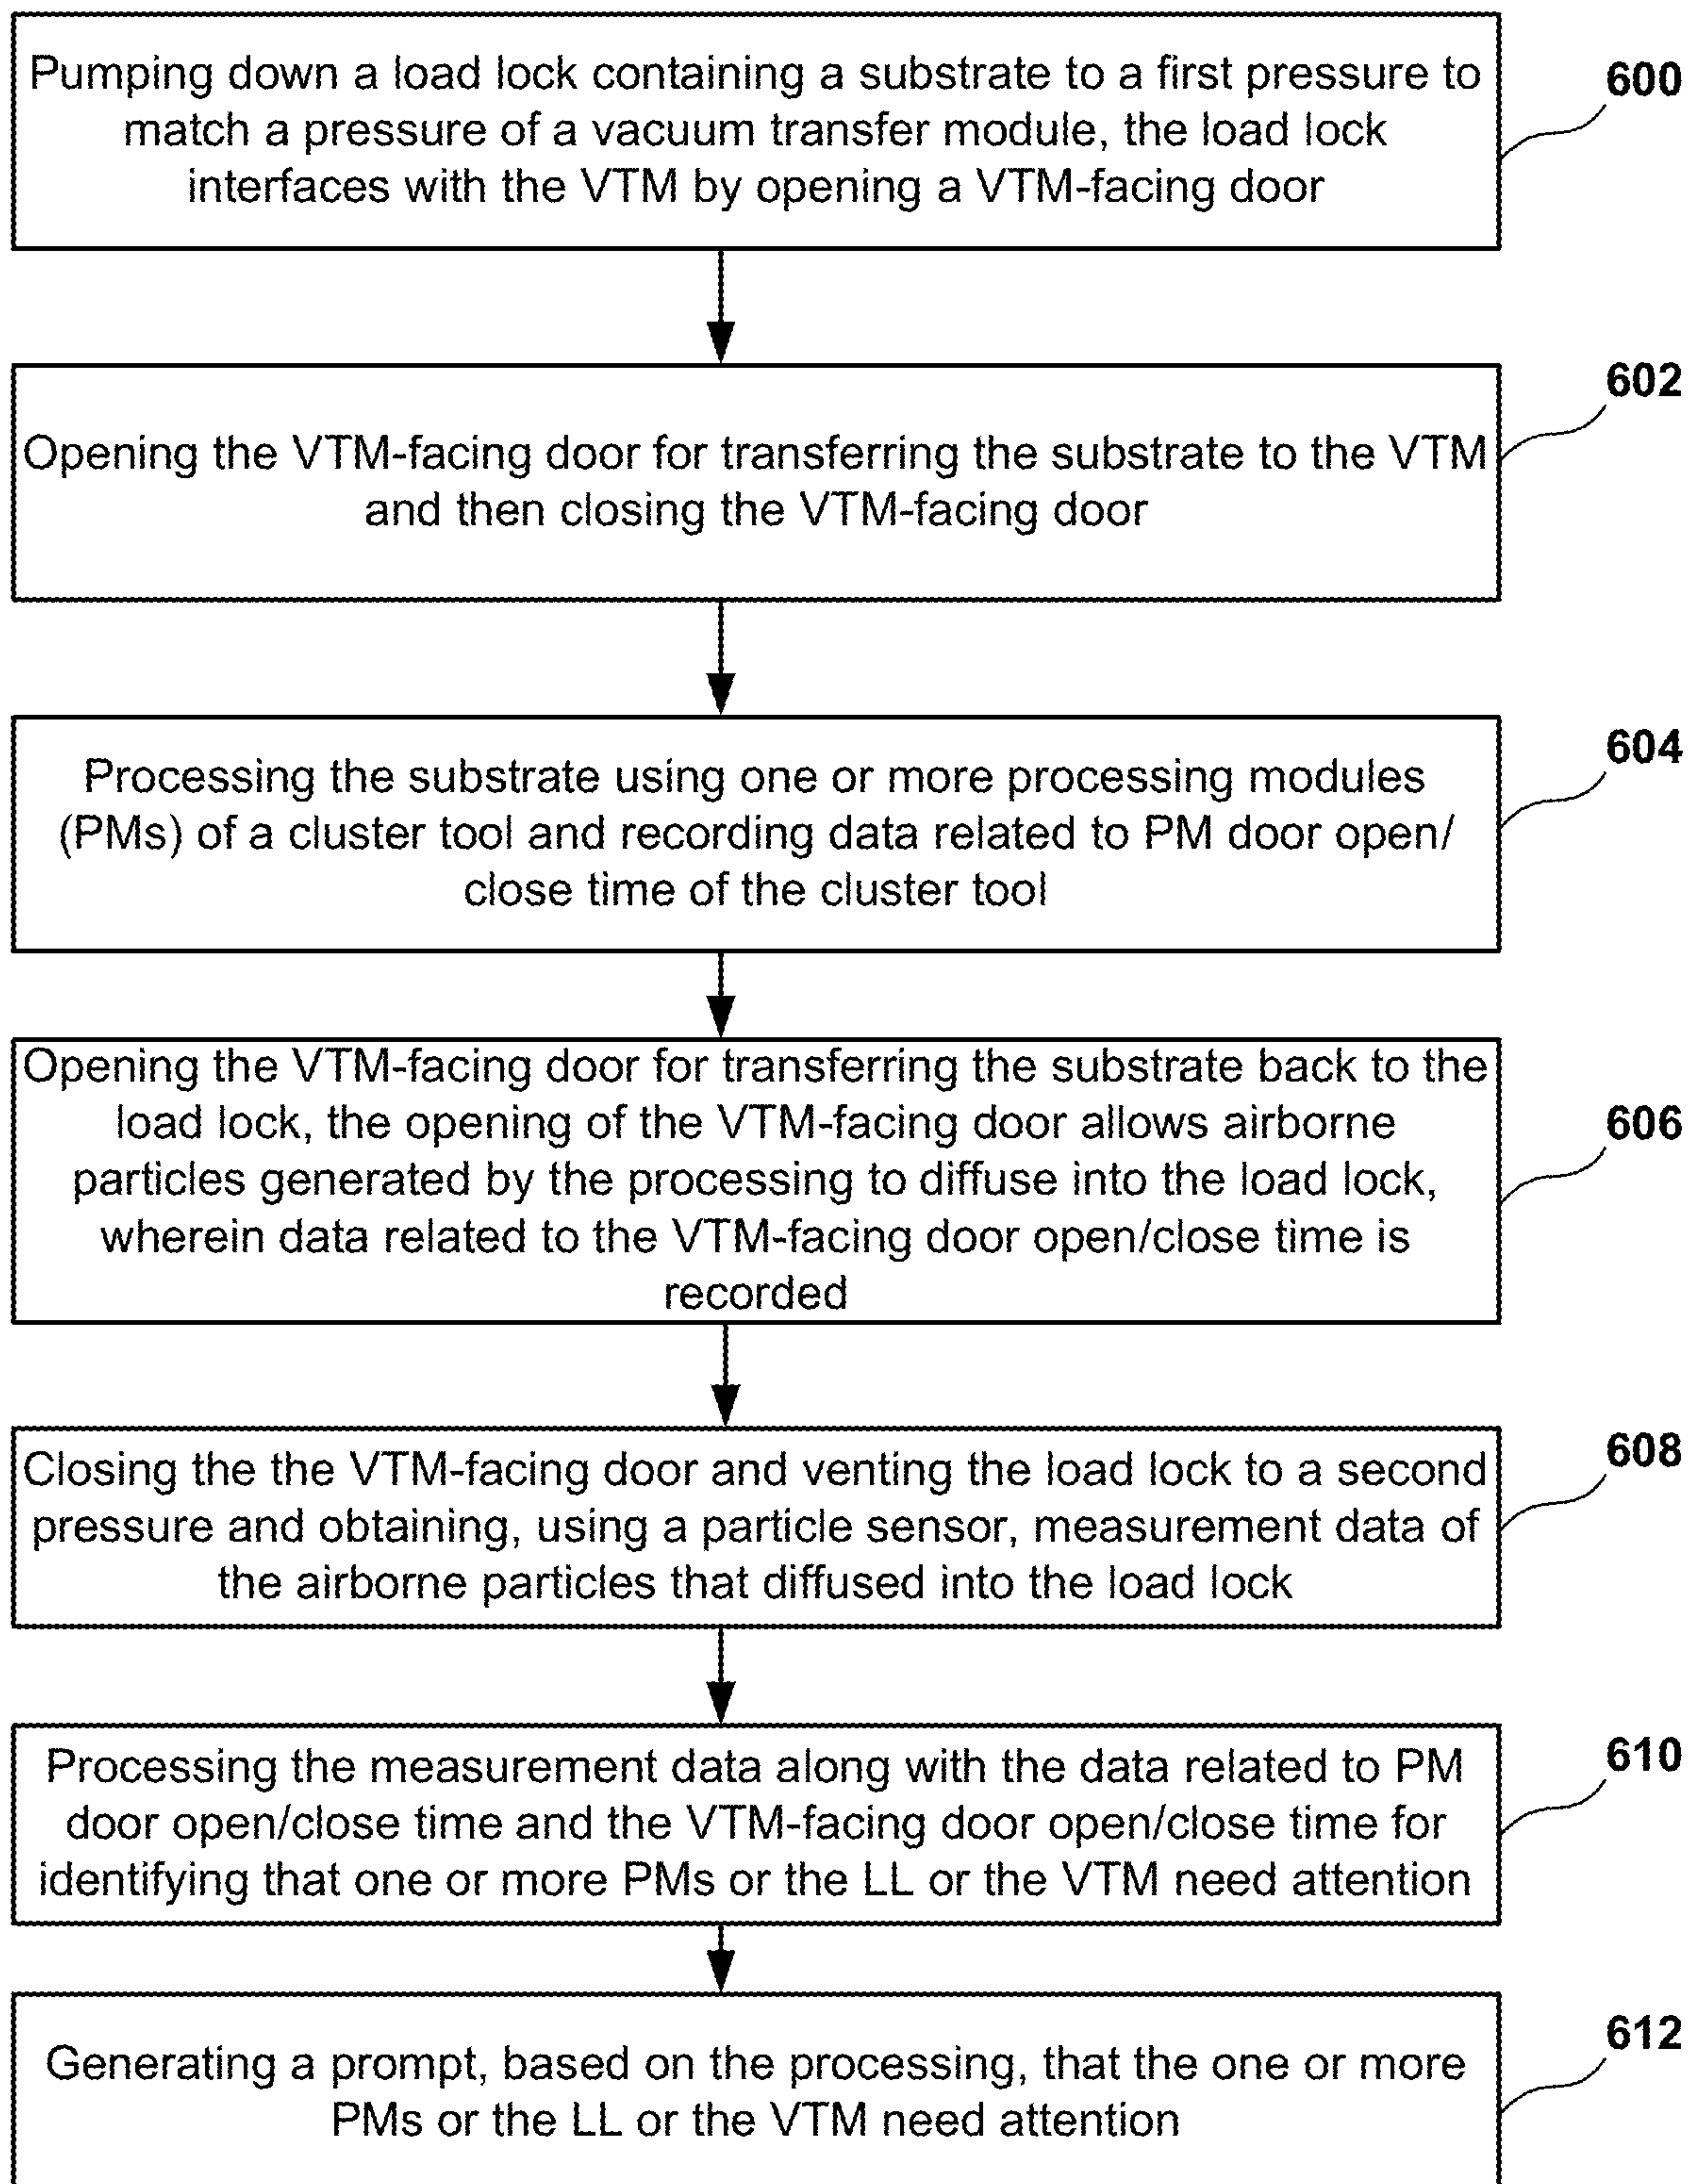 Pumping down a load lock containing a substrate to a first pressure to
match a pressure of a vacuum transfer module, the load lock
interfaces with the VTM by opening a VTM-facing door
600
Opening the VTM-facing door for transferring the substrate to the VTM
and then closing the VTM-facing door
602
Processing the substrate using one or more processing modules
(PMs) of a cluster tool and recording data related to PM door open/
close time of the cluster tool
604
Opening the VTM-facing door for transferring the substrate back to the
load lock, the opening of the VTM-facing door allows airborne
particles generated by the processing to diffuse into the load lock,
wherein data related to the VTM-facing door open/close time is
recorded
606
Closing the the VTM-facing door and venting the load lock to a second
pressure and obtaining, using a particle sensor, measurement data of
the airborne particles that diffused into the load lock
608
Processing the measurement data along with the data related to PM
door open/close time and the VTM-facing door open/close time for
identifying that one or more PMs or the LL or the VTM need attention
610
Generating a prompt, based on the processing, that the one or more
PMs or the LL or the VTM need attention
612